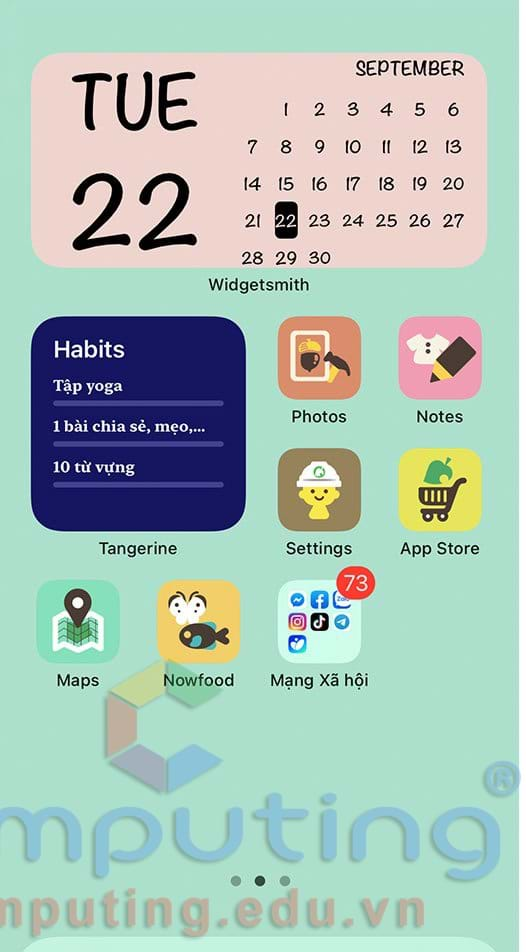 SEPTEMBER
TUE
22
1 2 3 4 5 6
7 8 9 10 11 12 13
14 15 16 17 18 19 20
21 22 23 24 25 26 27
28 29 30
Widgetsmith
Habits
Tập yoga
1 bài chia sẻ, mẹo,...
10 từ vựng
Tangerine
Photos
Notes
Settings
App Store
73
Zalo
Maps
Nowfood
Mạng Xã hội
mputing®
mputing.edu.vn